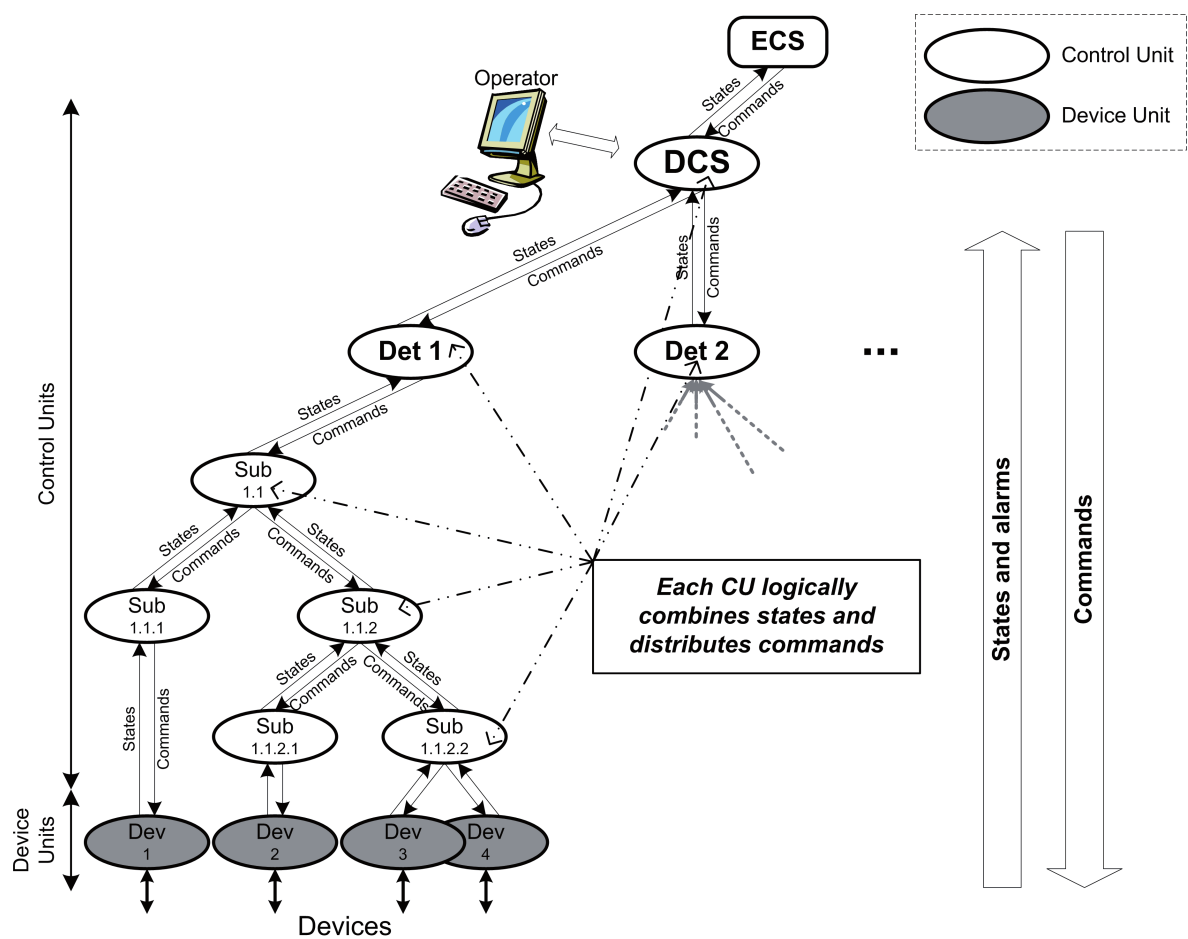 ECS
Control Unit
Device Unit
Operator
States
Commands
DCS
States
Commands
States
Commands
Det 1
Det 2
...
States
Commands
Control Units
Sub
1.1
States
Commands
States
Commands
Each CU logically
combines states and
distributes commands
States and alarms
Commands
Sub
1.1.1
Sub
1.1.2
States
Commands
States
Commands
States
Commands
Sub
1.1.2.1
Sub
1.1.2.2
Device
Units
Dev
1
Dev
2
Dev
3
Dev
4
Devices